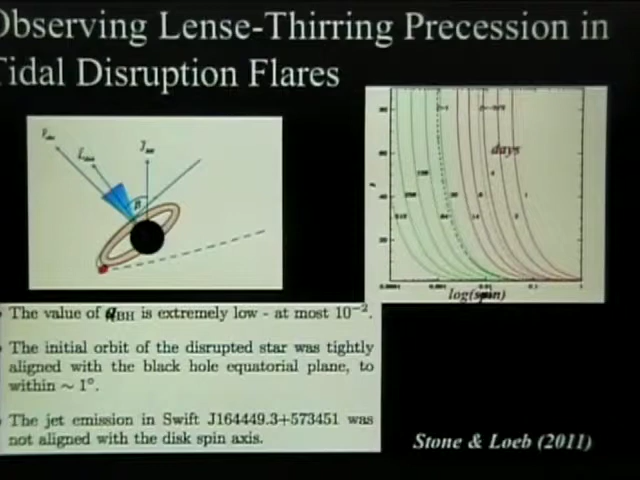 Observing Lense-Thirring Precession in
Tidal Disruption Flares
days
log(spin)
The value of aBH is extremely low - at most 10−2.
The initial orbit of the disrupted star was tightly
aligned with the black hole equatorial plane, to
within ∼ 1°.
The jet emission in Swift J164449.3+573451 was
not aligned with the disk spin axis.
Stone & Loeb (2011)